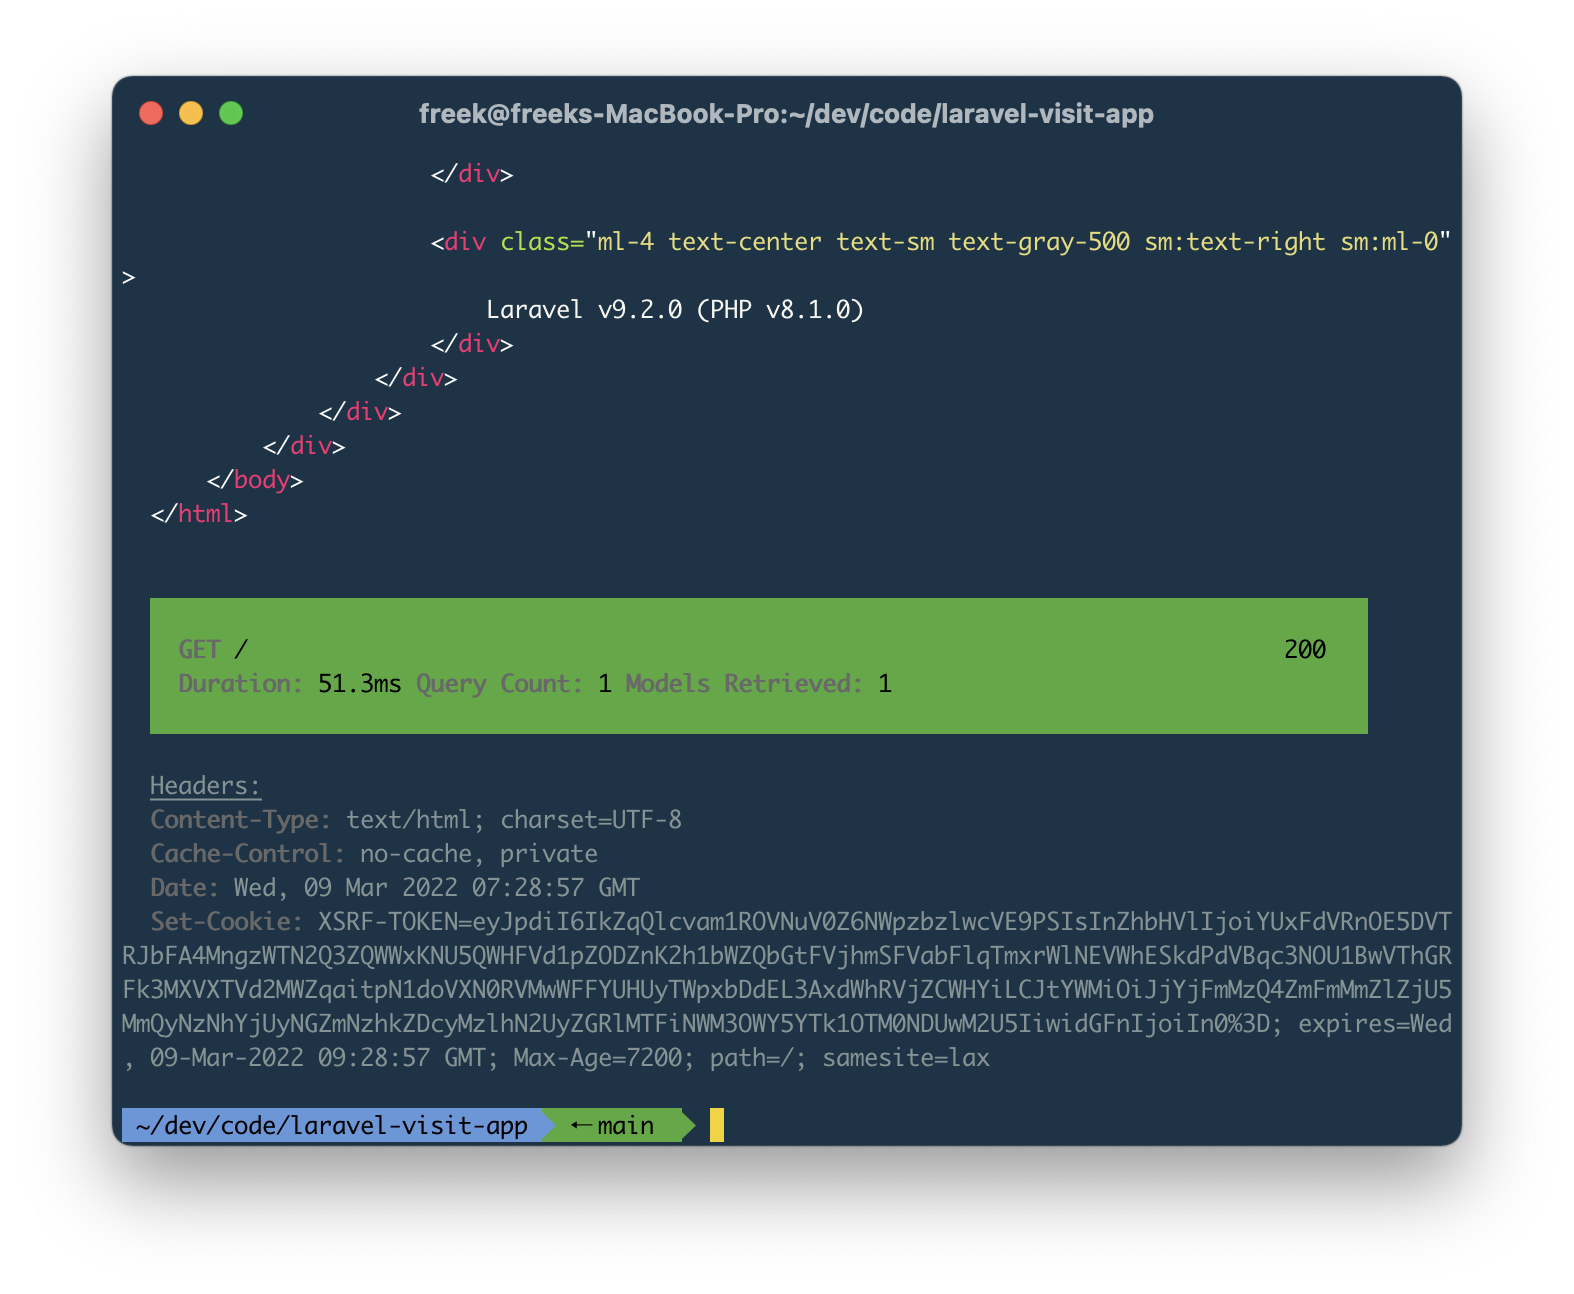 freek@freeks-MacBook-Pro:~/dev/code/laravel-visit-app
</div>
<div class="ml-4 text-center text-sm text-gray-500 sm:text-right sm:ml-0"
>
Laravel v9.2.0 (PHP v8.1.0)
</div>
</div>
</div>
</div>
</body>
</html>
GET / 200
Duration: 51.3ms Query Count: 1 Models Retrieved: 1
Headers:
Content-Type: text/html; charset=UTF-8
Cache-Control: no-cache, private
Date: Wed, 09 Mar 2022 07:28:57 GMT
Set-Cookie: XSRF-TOKEN=eyJpdiI6IkZqQlcvam1ROVNuV0Z6NWpzbzlwcVE9PSIsInZhbHVlIjoiYUxFdVRnOE5DVT
RJbFA4MngzWTN2Q3ZQWWxKNU5QWHFVd1pZODZnK2h1bWZQbGtFVjhmSFVabFlqTmxrWlNEVWhESkdPdVBqc3NOU1BwVThGR
Fk3MXVXTVd2MWZqaitpN1doVXN0RVMwWFFYUHUyTWpxbDdEL3AxdWhRVjZCWHYiLCJtYWMiOiJjYjFmMzQ4ZmFmMmZlZjU5
MmQyNzNhYjUyNGZmNzhkZDcyMzlhN2UyZGRlMTFiNWM3OWY5YTk1OTM0NDUwM2U5IiwidGFnIjoiIn0%3D; expires=Wed
, 09-Mar-2022 09:28:57 GMT; Max-Age=7200; path=/; samesite=lax
~/dev/code/laravel-visit-app ←main